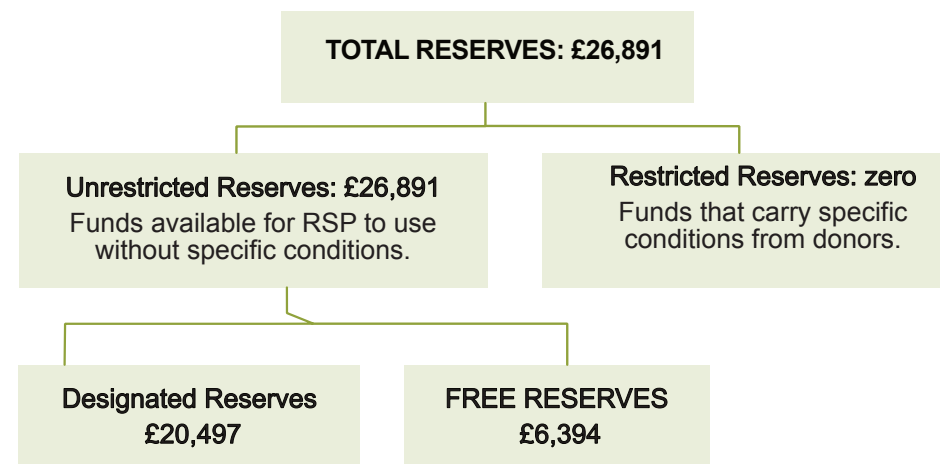 TOTAL RESERVES: £26,891
Unrestricted Reserves: £26,891
Funds available for RSP to use
without specific conditions.
Restricted Reserves: zero
Funds that carry specific
conditions from donors.
Designated Reserves
£20,497
FREE RESERVES
£6,394